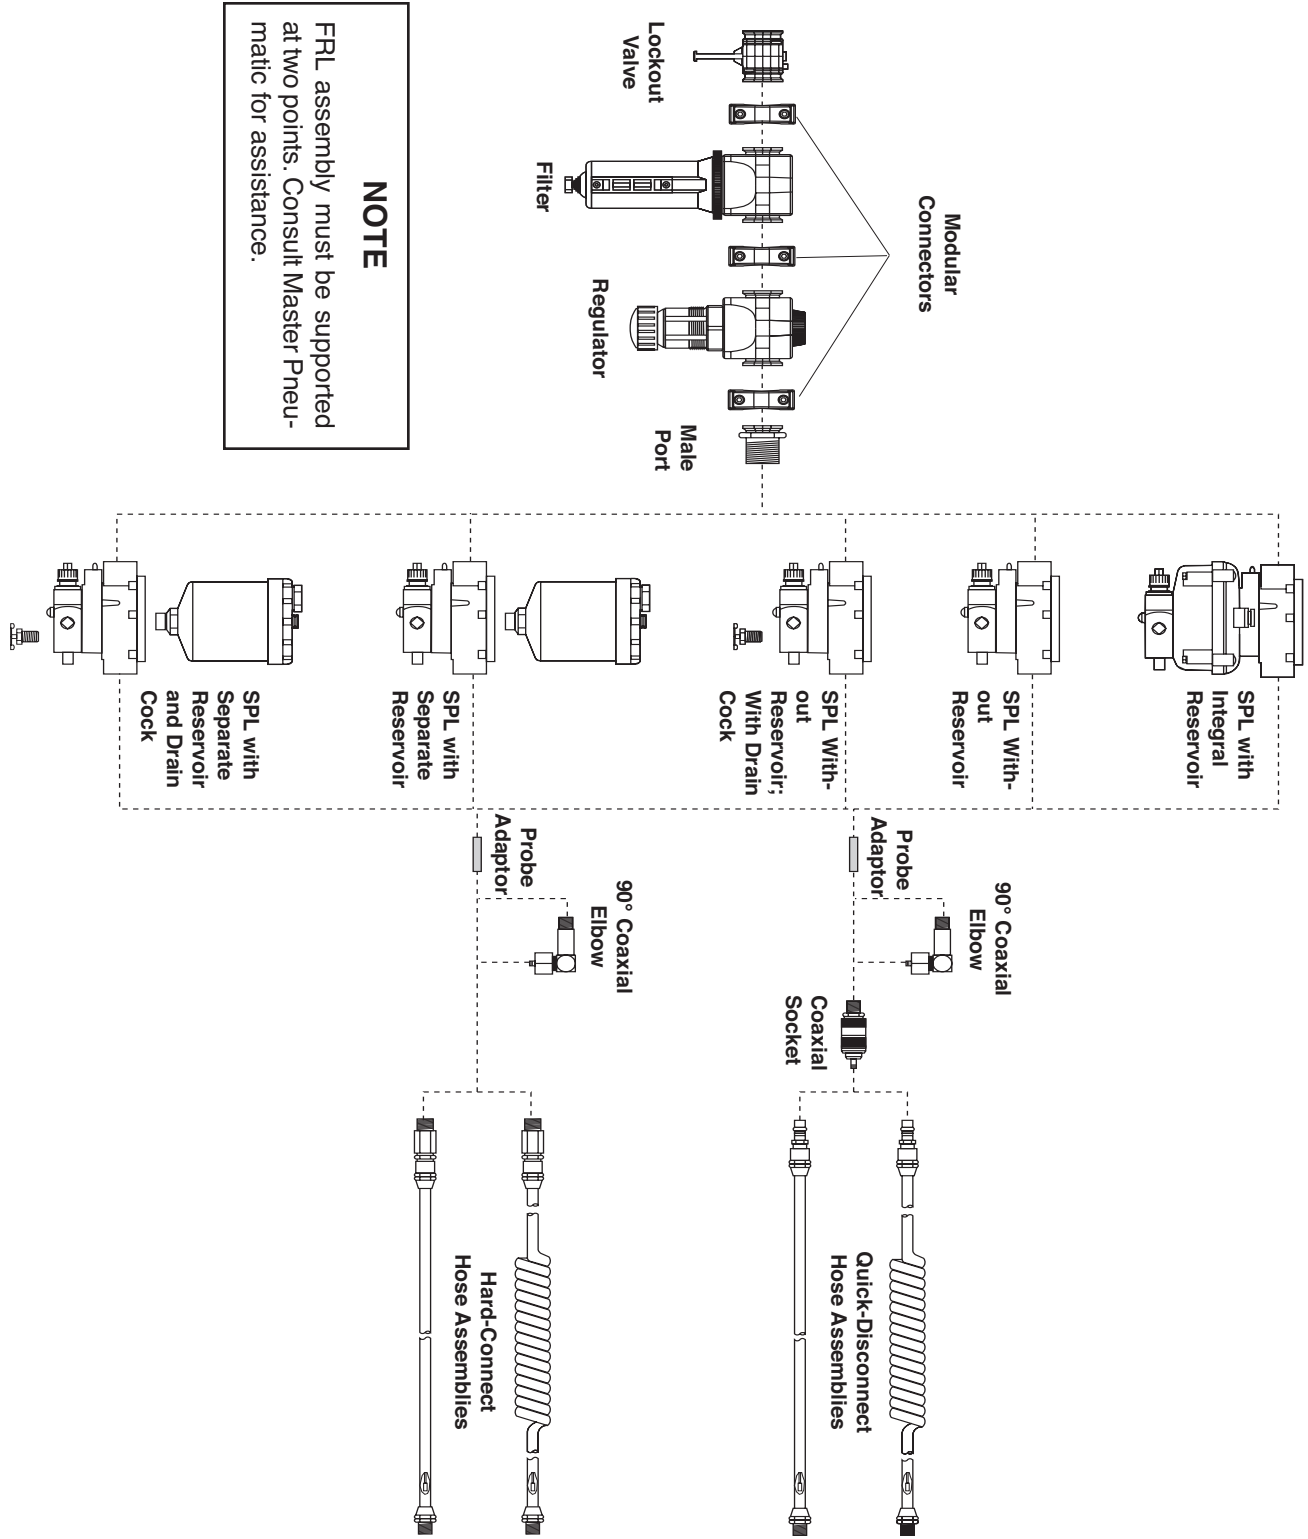 Lockout
Valve
Filter
Modular
Connectors
Regulator
Male
Port
NOTE
FRL assembly must be supported
at two points. Consult Master Pneu-
matic for assistance.
SPL with
Integral
Reservoir
SPL With-
out
Reservoir
SPL With-
out
Reservoir;
With Drain
Cock
SPL with
Separate
Reservoir
SPL with
Separate
Reservoir
and Drain
Cock
Probe
Adaptor
90° Coaxial
Elbow
Coaxial
Socket
Quick-Disconnect
Hose Assemblies
Probe
Adaptor
90° Coaxial
Elbow
Hard-Connect
Hose Assemblies